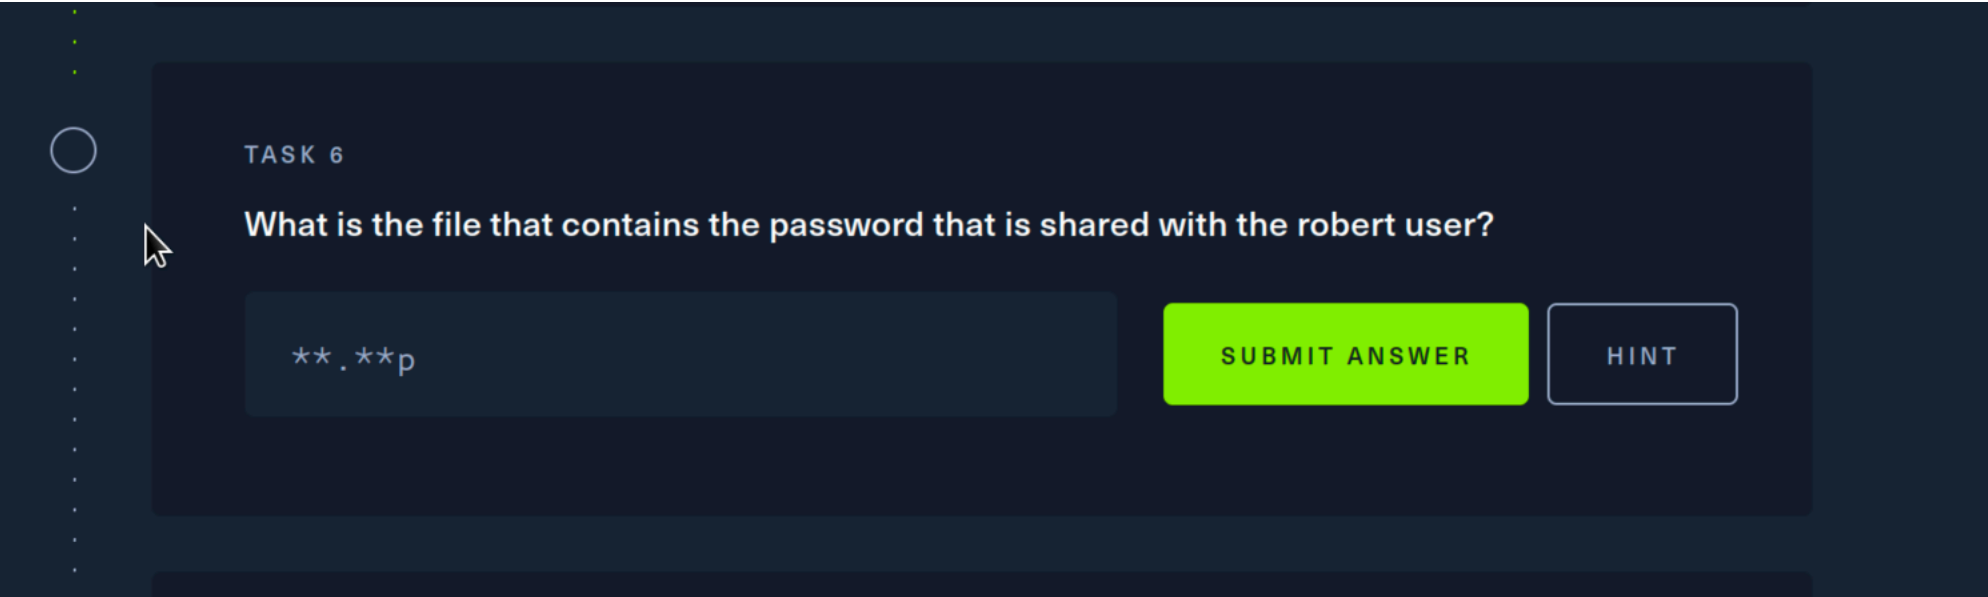 TASK 6
What is the file that contains the password that is shared with the robert user?
**.**p
SUBMIT ANSWER
HINT